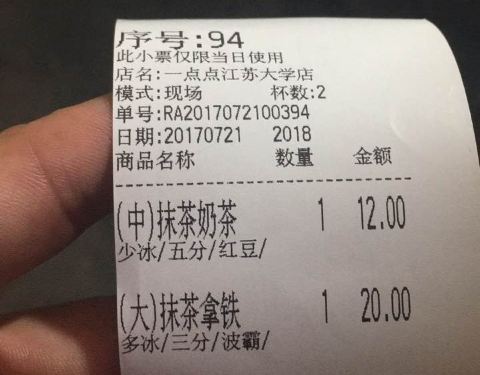 序号:94
此小票仅限当日使用
店名:一点点江苏大学店
模式:现场 杯数:2
单号:RA2017072100394
日期:20170721 2018
商品名称 数量 金额
(中)抹茶奶茶 1 12.00
少冰/五分/红豆/
(大)抹茶拿铁 1 20.00
多冰/三分/波霸/